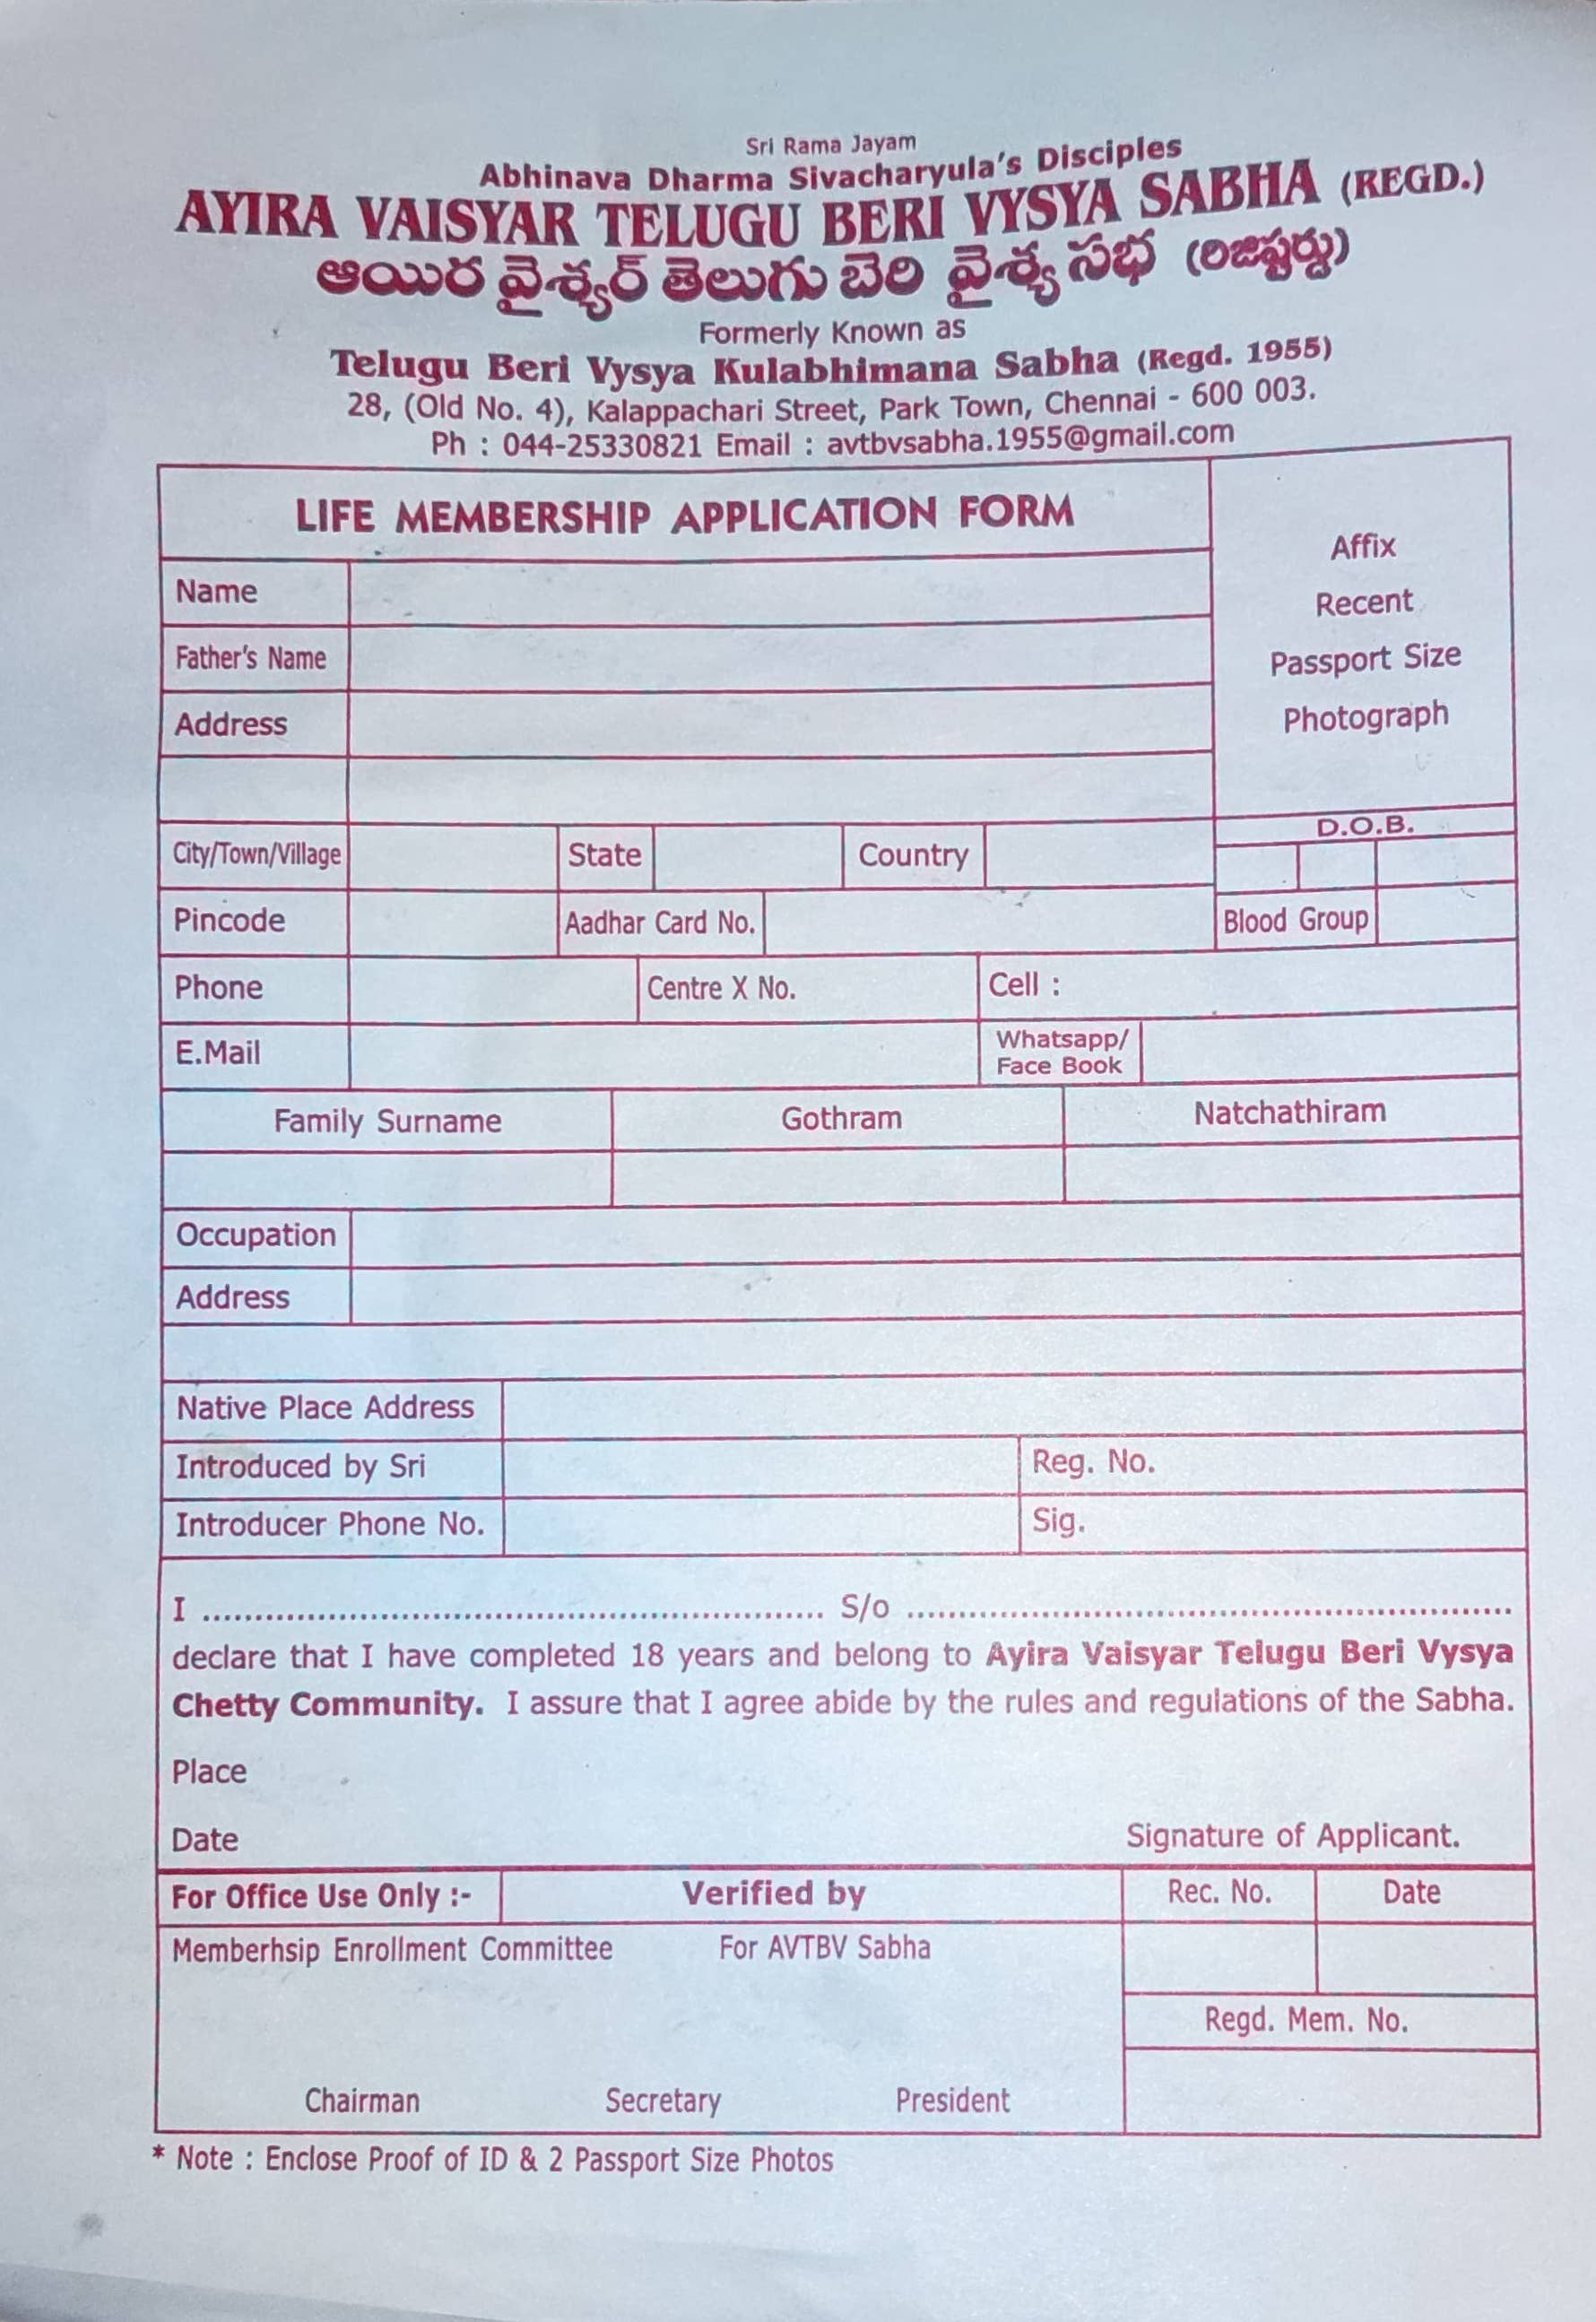 Sri Rama Jayam
Abhinava Dharma Sivacharyula's Disciples
AYIRA VAISYAR TELUGU BERI VYSYA SABHA (REGD.)
ఆయిర వైశ్యర్ తెలుగు బెరి వైశ్య సభ (రిజిష్టర్డు)
Formerly Known as
Telugu Beri Vysya Kulabhimana Sabha (Regd. 1955)
28, (Old No. 4), Kalappachari Street, Park Town, Chennai - 600 003.
Ph : 044-25330821 Email : avtbvsabha.1955@gmail.com
LIFE MEMBERSHIP APPLICATION FORM
Affix
Recent
Passport Size
Photograph
Name
Father's Name
Address
D.O.B.
City/Town/Village State Country
Pincode Aadhar Card No. Blood Group
Phone Centre X No. Cell :
E.Mail Whatsapp/
Face Book
Family Surname Gothram Natchathiram
Occupation
Address
Native Place Address
Introduced by Sri Reg. No.
Introducer Phone No. Sig.
I .............................................................. S/o ............................................................
declare that I have completed 18 years and belong to Ayira Vaisyar Telugu Beri Vysya
Chetty Community. I assure that I agree abide by the rules and regulations of the Sabha.
Place
Date Signature of Applicant.
For Office Use Only :- Verified by Rec. No. Date
Memberhsip Enrollment Committee For AVTBV Sabha
Regd. Mem. No.
Chairman Secretary President
* Note : Enclose Proof of ID & 2 Passport Size Photos